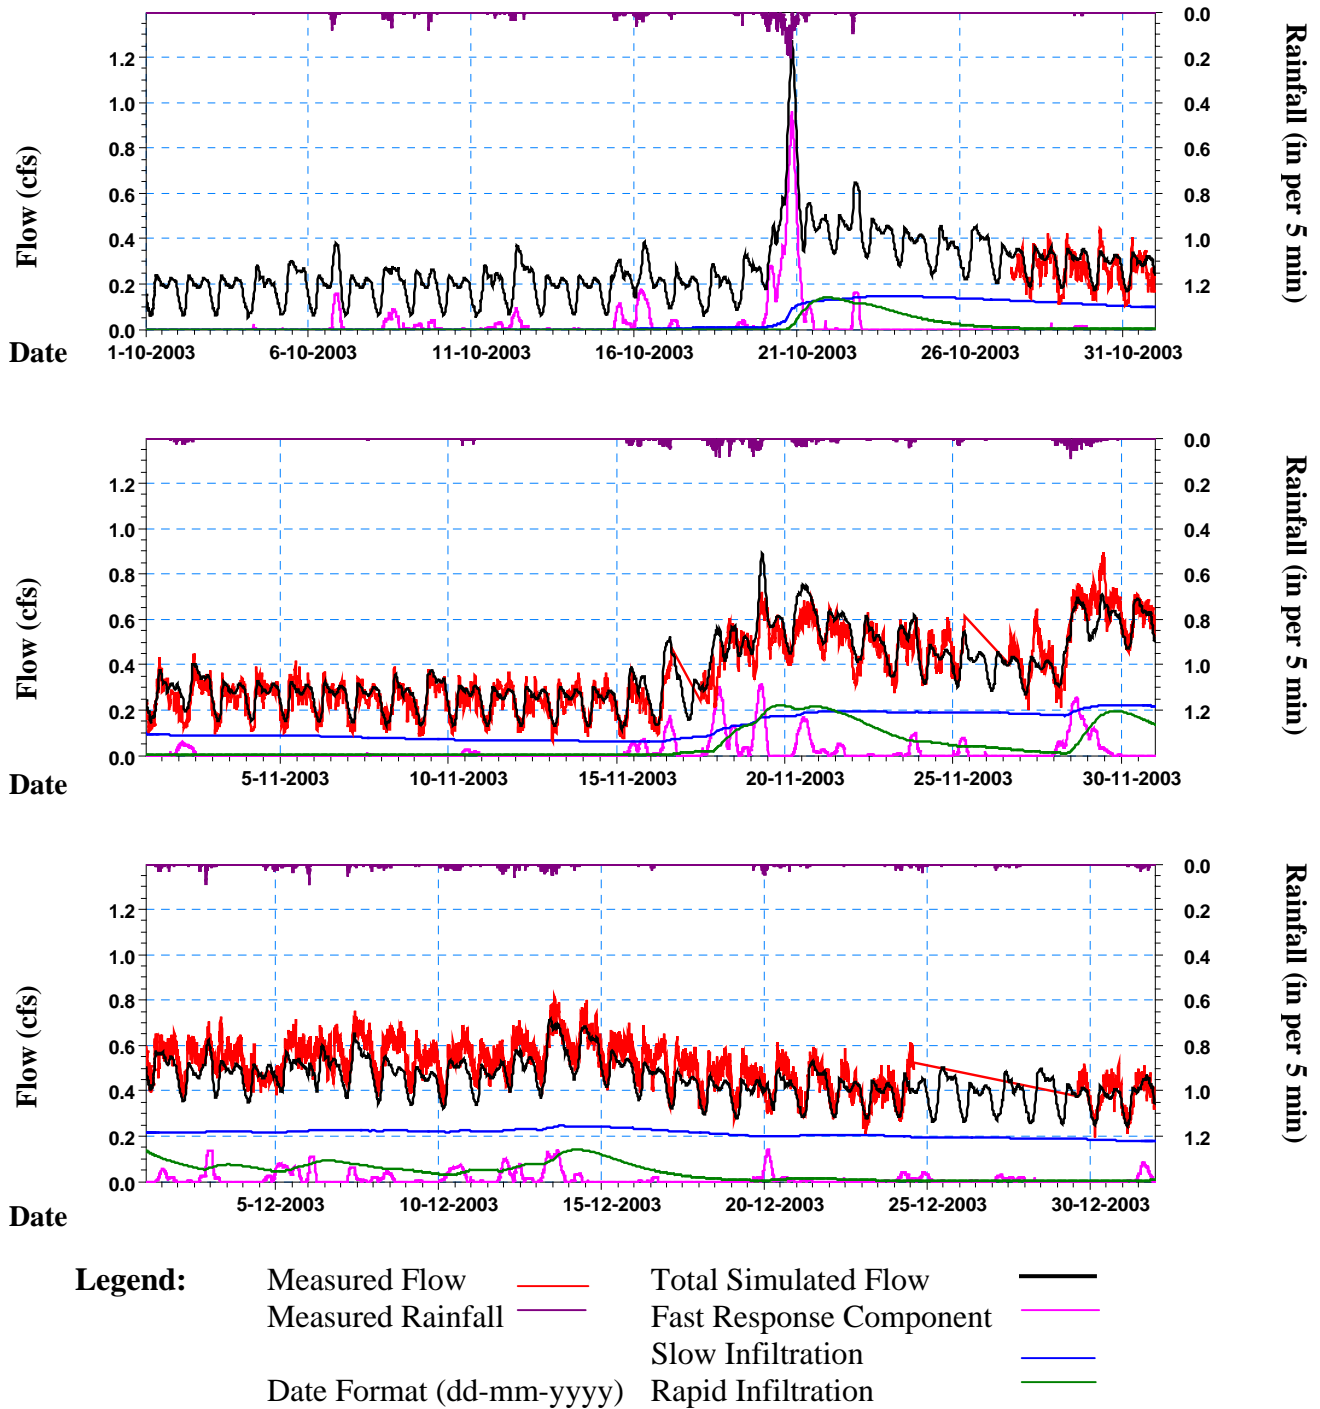 0.0
1.2 0.2
1.0 0.4
0.8 0.6
0.6 0.8
0.4 1.0
0.2 1.2
0.0
Flow (cfs)
Rainfall (in per 5 min)
Date
1-10-2003 6-10-2003 11-10-2003 16-10-2003 21-10-2003 26-10-2003 31-10-2003
0.0
1.2 0.2
1.0 0.4
0.8 0.6
0.6 0.8
0.4 1.0
0.2 1.2
0.0
Flow (cfs)
Rainfall (in per 5 min)
Date
5-11-2003 10-11-2003 15-11-2003 20-11-2003 25-11-2003 30-11-2003
0.0
1.2 0.2
1.0 0.4
0.8 0.6
0.6 0.8
0.4 1.0
0.2 1.2
0.0
Flow (cfs)
Rainfall (in per 5 min)
Date
5-12-2003 10-12-2003 15-12-2003 20-12-2003 25-12-2003 30-12-2003
Legend: Measured Flow Total Simulated Flow
Measured Rainfall Fast Response Component
Slow Infiltration
Date Format (dd-mm-yyyy) Rapid Infiltration